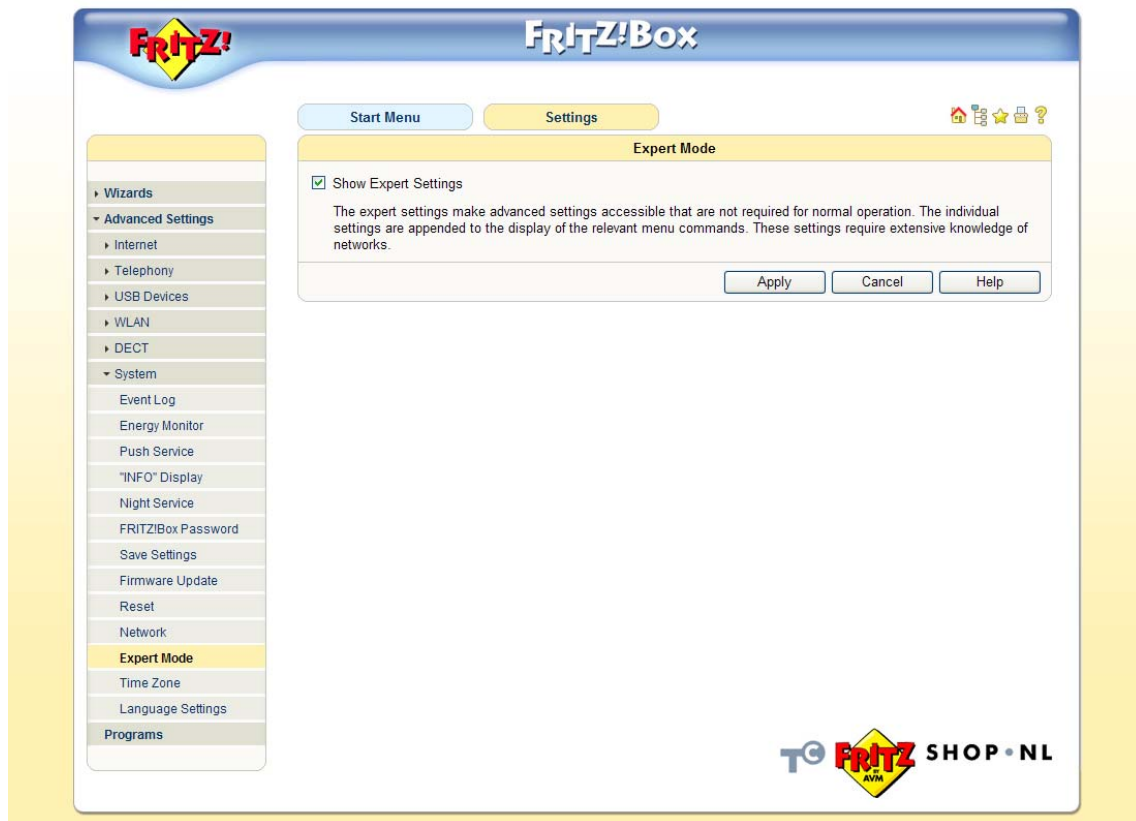 FRITZ!
FRITZ!BOX
Start Menu
Settings
Expert Mode
Show Expert Settings
The expert settings make advanced settings accessible that are not required for normal operation. The individual
settings are appended to the display of the relevant menu commands. These settings require extensive knowledge of
networks.
Apply
Cancel
Help
Wizards
Advanced Settings
Internet
Telephony
USB Devices
WLAN
DECT
System
Event Log
Energy Monitor
Push Service
"INFO" Display
Night Service
FRITZ!Box Password
Save Settings
Firmware Update
Reset
Network
Expert Mode
Time Zone
Language Settings
Programs
TC FRITZ BY AVM SHOP•NL